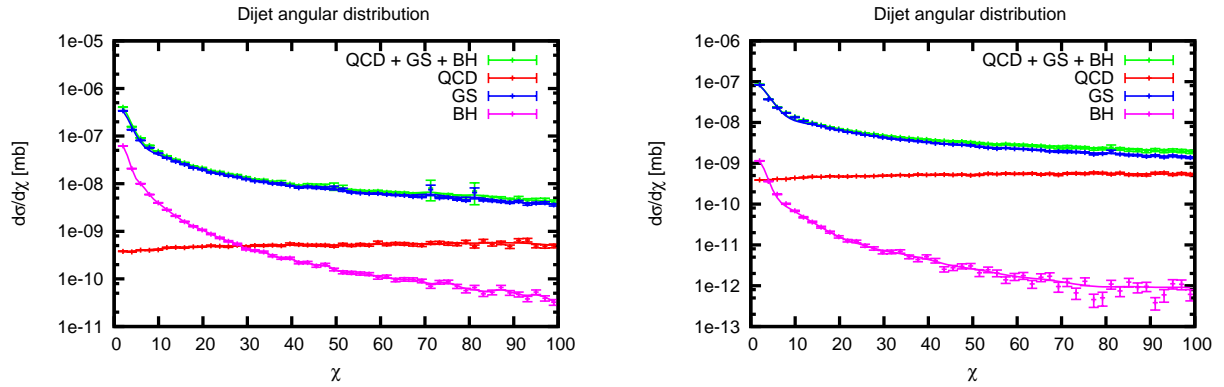 Dijet angular distribution
1e-05
1e-06
1e-07
1e-08
1e-09
1e-10
1e-11
dσ/dχ [mb]
QCD + GS + BH
QCD
GS
BH
0 10 20 30 40 50 60 70 80 90 100
χ
Dijet angular distribution
1e-06
1e-07
1e-08
1e-09
1e-10
1e-11
1e-12
1e-13
dσ/dχ [mb]
QCD + GS + BH
QCD
GS
BH
0 10 20 30 40 50 60 70 80 90 100
χ